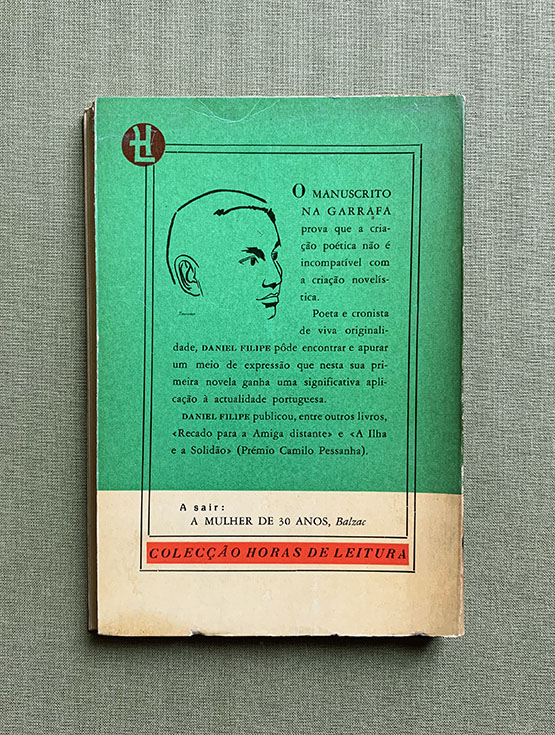 HL
O MANUSCRITO
NA GARRAFA
prova que a cria-
ção poética não é
incompatível com
a criação novelís-
tica.
Poeta e cronista
de viva originali-
dade, DANIEL FILIPE pôde encontrar e apurar
um meio de expressão que nesta sua pri-
meira novela ganha uma significativa apli-
cação à actualidade portuguesa.
DANIEL FILIPE publicou, entre outros livros,
«Recado para a Amiga distante» e «A Ilha
e a Solidão» (Prémio Camilo Pessanha).
A sair:
A MULHER DE 30 ANOS, Balzac
COLECÇÃO HORAS DE LEITURA